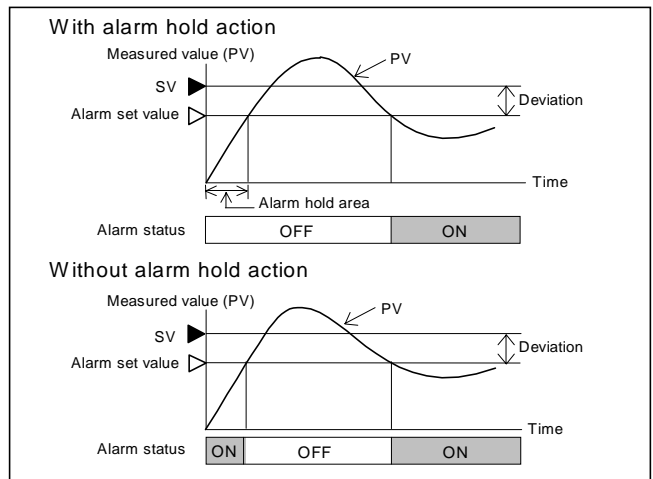 With alarm hold action
Measured value (PV)
PV
SV
Deviation
Alarm set value
Time
Alarm hold area
Alarm status OFF ON
Without alarm hold action
Measured value (PV)
PV
SV
Deviation
Alarm set value
Time
Alarm status ON OFF ON